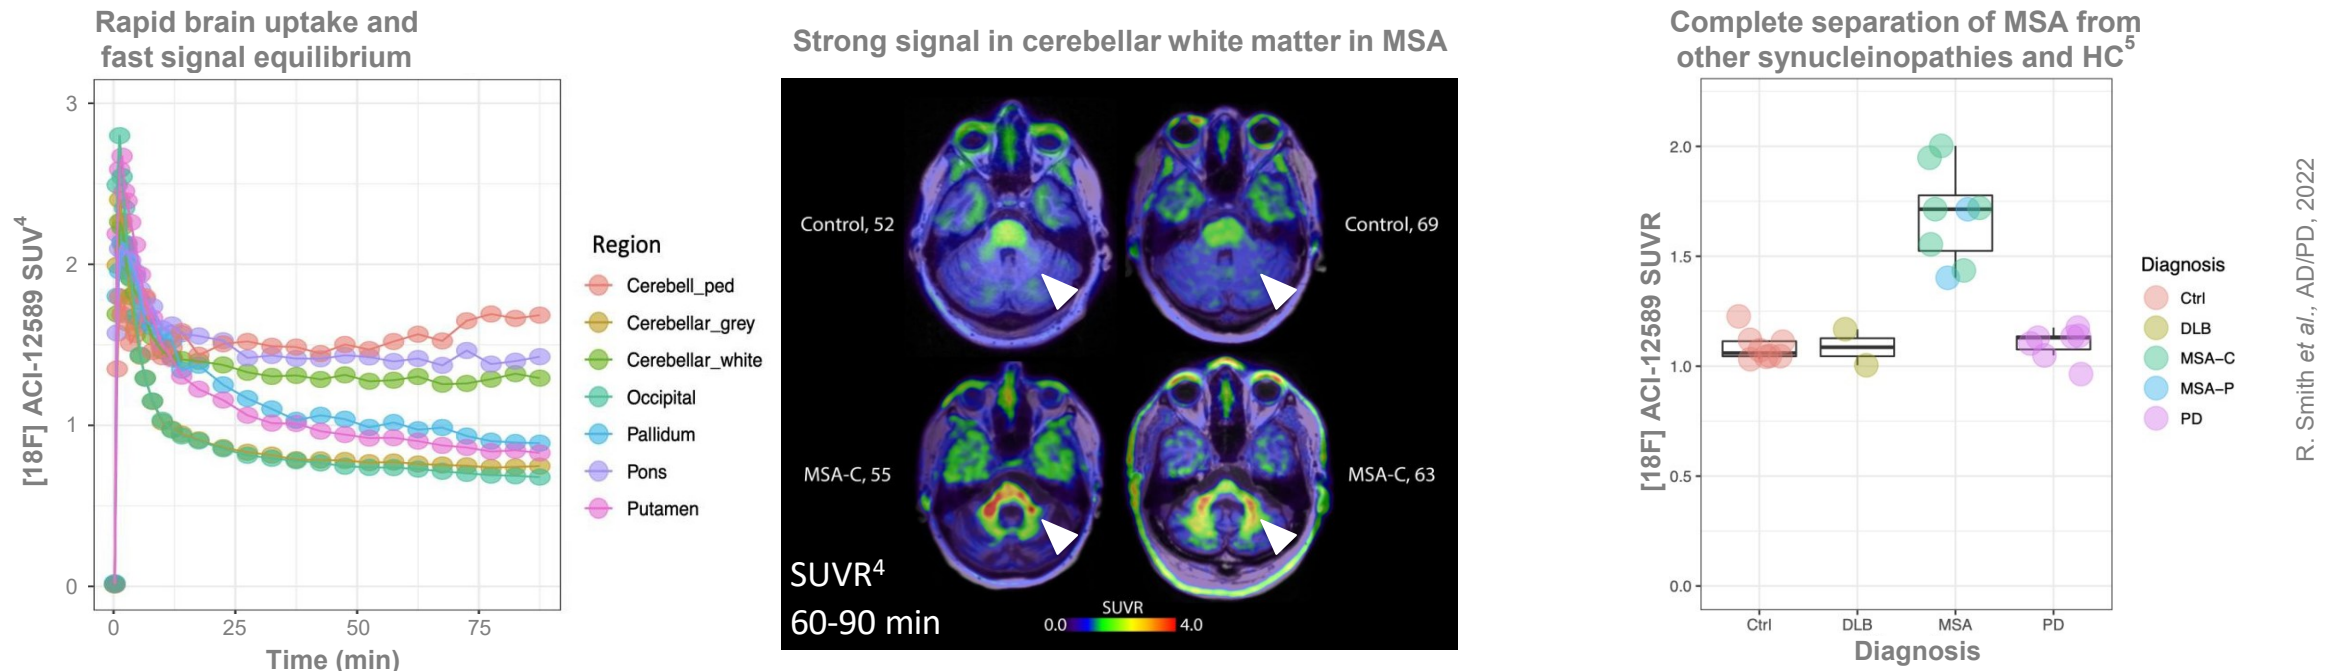 Rapid brain uptake and
fast signal equilibrium
[18F] ACI-12589 SUV4
3
2
1
0
0
25
50
75
Time (min)
Region
Cerebell_ped
Cerebellar_grey
Cerebellar_white
Occipital
Pallidum
Pons
Putamen
Strong signal in cerebellar white matter in MSA
Control, 52
Control, 69
MSA-C, 55
MSA-C, 63
SUVR4
60-90 min
SUVR
0.0
4.0
Complete separation of MSA from
other synucleinopathies and HC5
[18F] ACI-12589 SUVR
2.0
1.5
1.0
0.5
0.0
Ctrl
DLB
MSA
PD
Diagnosis
Diagnosis
Ctrl
DLB
MSA–C
MSA–P
PD
R. Smith et al., AD/PD, 2022